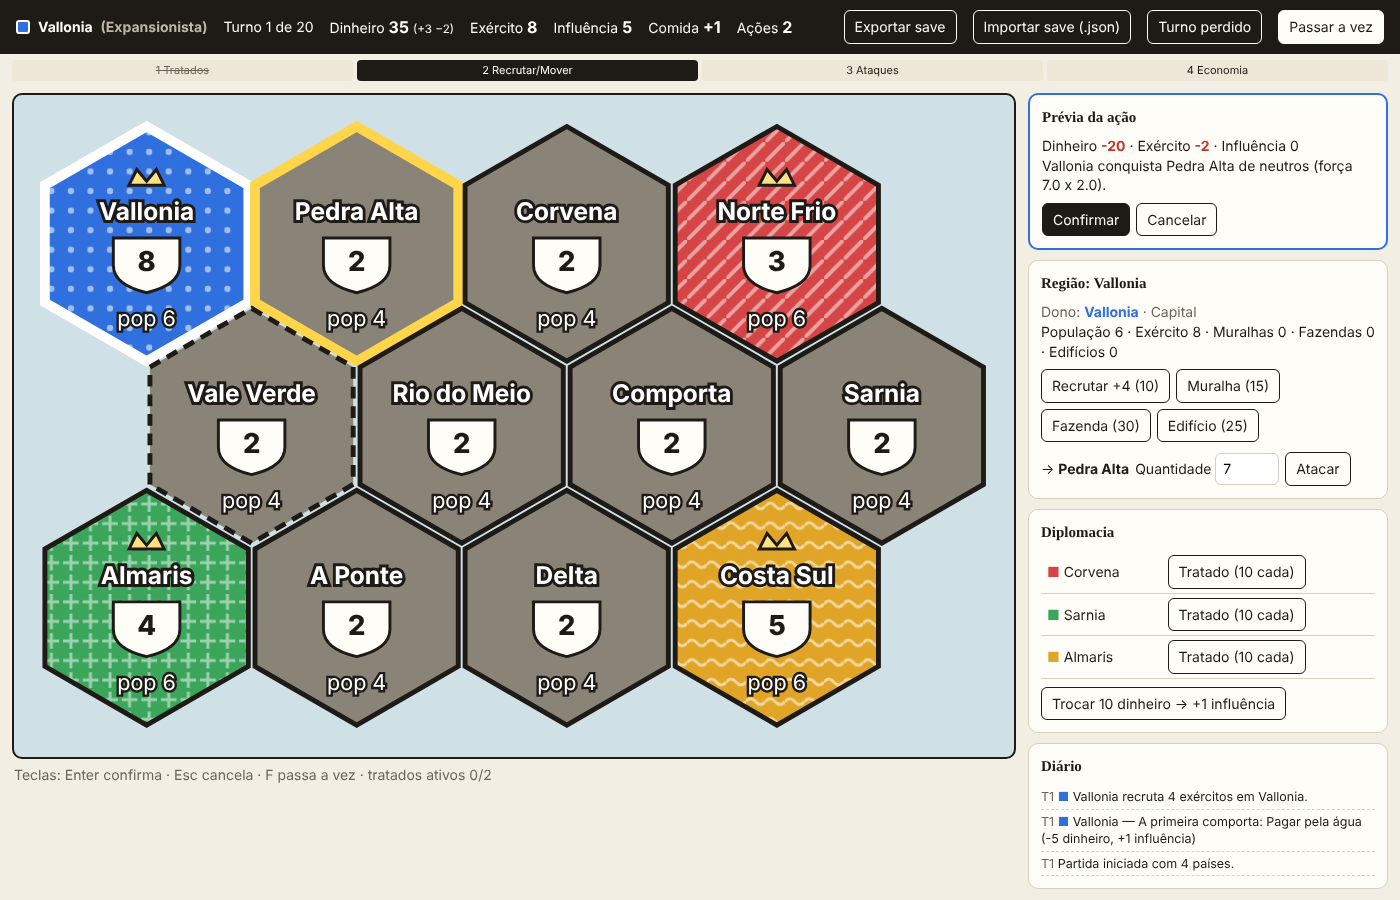 Vallonia (Expansionista) Turno 1 de 20 Dinheiro 35 (+3 −2) Exército 8 Influência 5 Comida +1 Ações 2 Exportar save Importar save (.json) Turno perdido Passar a vez
1 Tratados 2 Recrutar/Mover 3 Ataques 4 Economia
Vallonia
8
pop 6
Pedra Alta
2
pop 4
Corvena
2
pop 4
Norte Frio
3
pop 6
Vale Verde
2
pop 4
Rio do Meio
2
pop 4
Comporta
2
pop 4
Sarnia
2
pop 4
Almaris
4
pop 6
A Ponte
2
pop 4
Delta
2
pop 4
Costa Sul
5
pop 6
Teclas: Enter confirma · Esc cancela · F passa a vez · tratados ativos 0/2
Prévia da ação
Dinheiro -20 · Exército -2 · Influência 0
Vallonia conquista Pedra Alta de neutros (força
7.0 x 2.0).
Confirmar Cancelar
Região: Vallonia
Dono: Vallonia · Capital
População 6 · Exército 8 · Muralhas 0 · Fazendas 0
· Edifícios 0
Recrutar +4 (10) Muralha (15)
Fazenda (30) Edifício (25)
→ Pedra Alta Quantidade 7 Atacar
Diplomacia
Corvena Tratado (10 cada)
Sarnia Tratado (10 cada)
Almaris Tratado (10 cada)
Trocar 10 dinheiro → +1 influência
Diário
T1 Vallonia recruta 4 exércitos em Vallonia.
T1 Vallonia — A primeira comporta: Pagar pela água
(-5 dinheiro, +1 influência)
T1 Partida iniciada com 4 países.